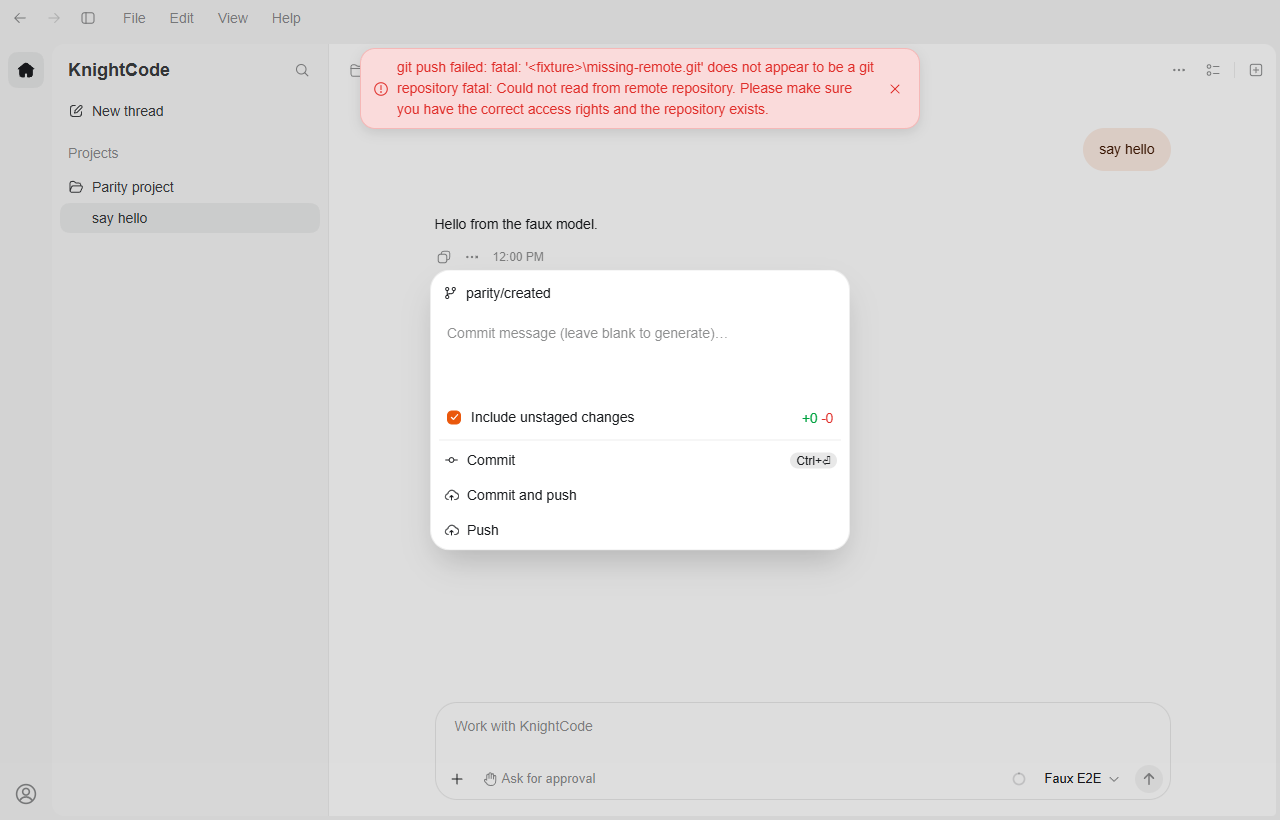 File Edit View Help
KnightCode
New thread
Projects
Parity project
say hello
git push failed: fatal: '<fixture>\missing-remote.git' does not appear to be a git
repository fatal: Could not read from remote repository. Please make sure
you have the correct access rights and the repository exists.
say hello
Hello from the faux model.
12:00 PM
parity/created
Commit message (leave blank to generate)…
Include unstaged changes +0 -0
Commit Ctrl+⏎
Commit and push
Push
Work with KnightCode
Ask for approval Faux E2E